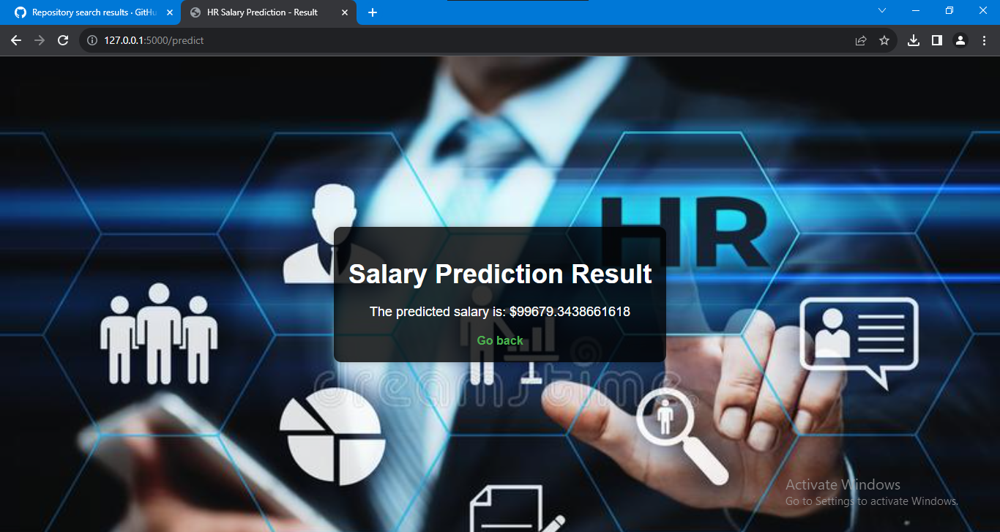 Repository search results · GitHu
HR Salary Prediction - Result
127.0.0.1:5000/predict
HR
Salary Prediction Result
The predicted salary is: $99679.3438661618
Go back
dreamstime
Activate Windows
Go to Settings to activate Windows.